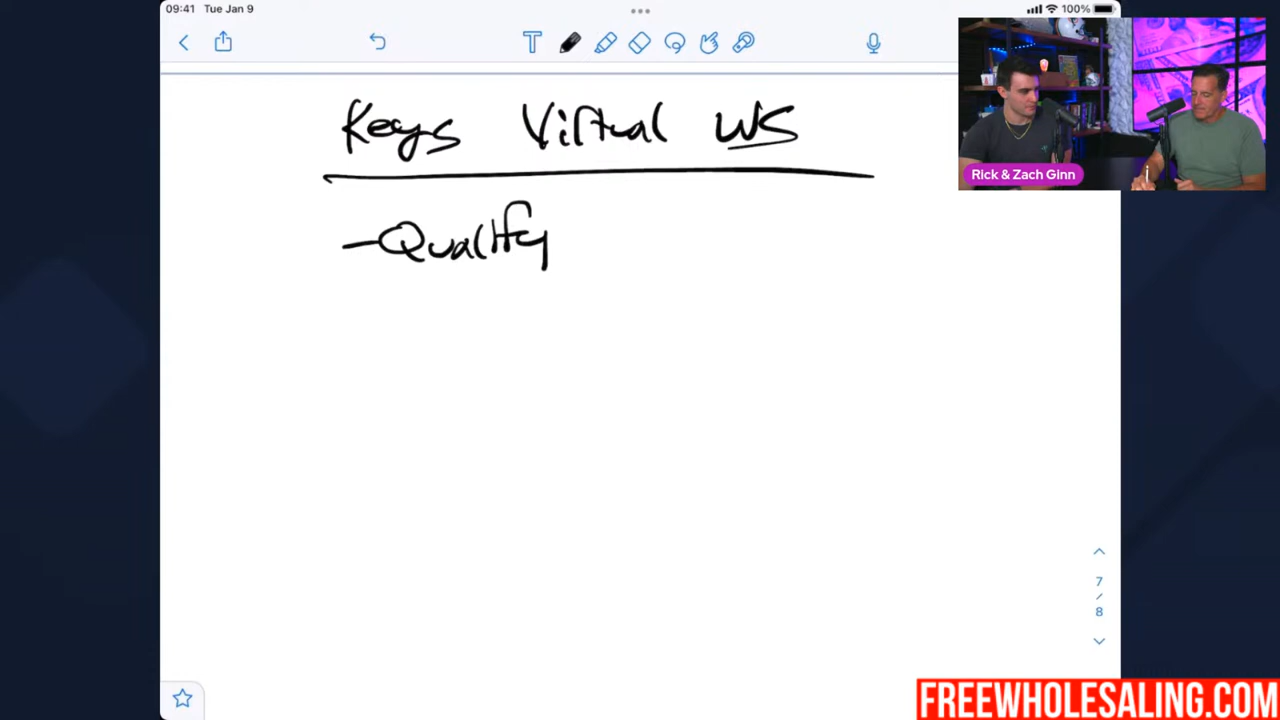 09:41 Tue Jan 9
100%
T
Keys Virtual WS
Rick & Zach Ginn
-Qualify
7
/
8
FREEWHOLESALING.COM